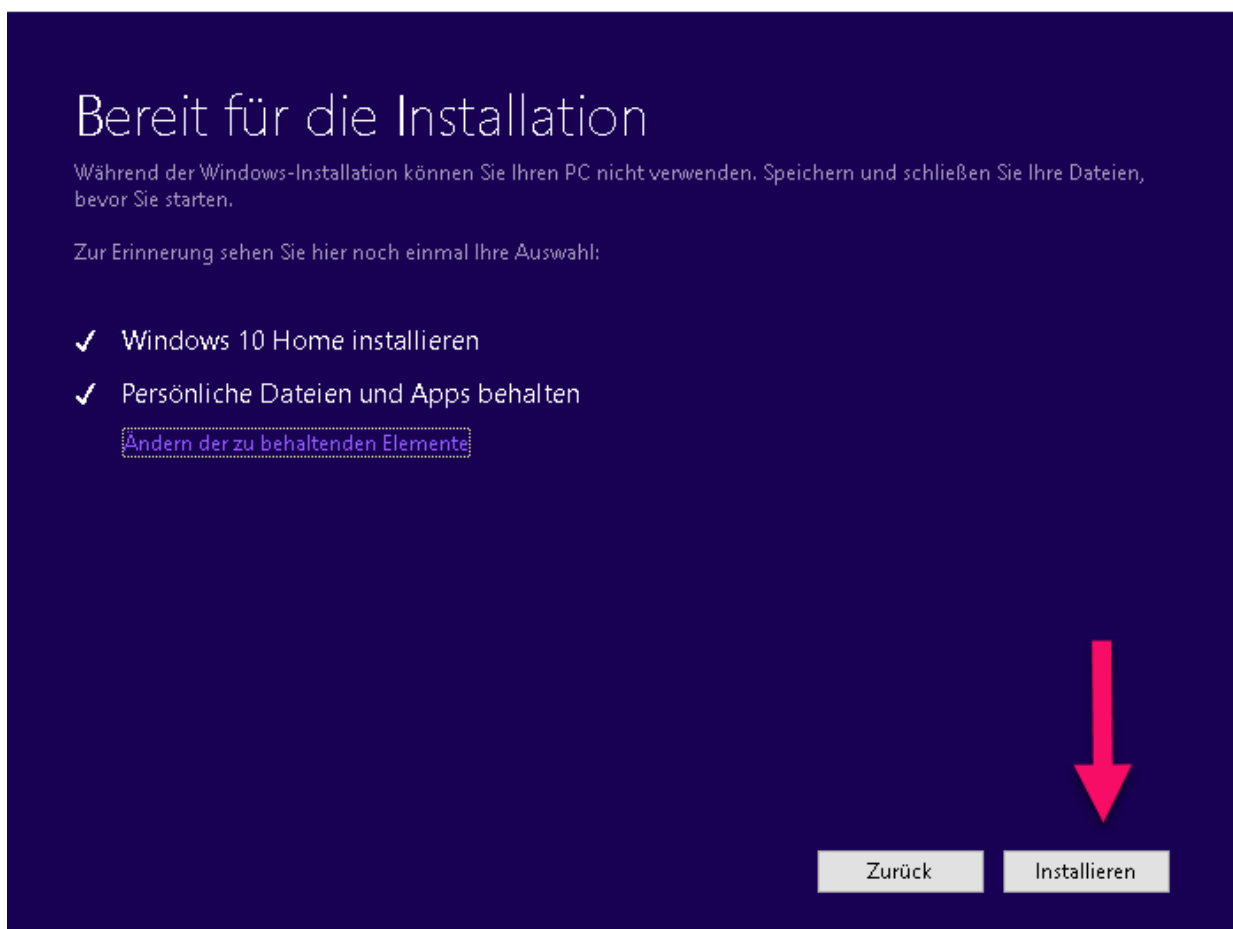 Bereit für die Installation
Während der Windows-Installation können Sie Ihren PC nicht verwenden. Speichern und schließen Sie Ihre Dateien,
bevor Sie starten.
Zur Erinnerung sehen Sie hier noch einmal Ihre Auswahl:
✓ Windows 10 Home installieren
✓ Persönliche Dateien und Apps behalten
Ändern der zu behaltenden Elemente
Zurück
Installieren